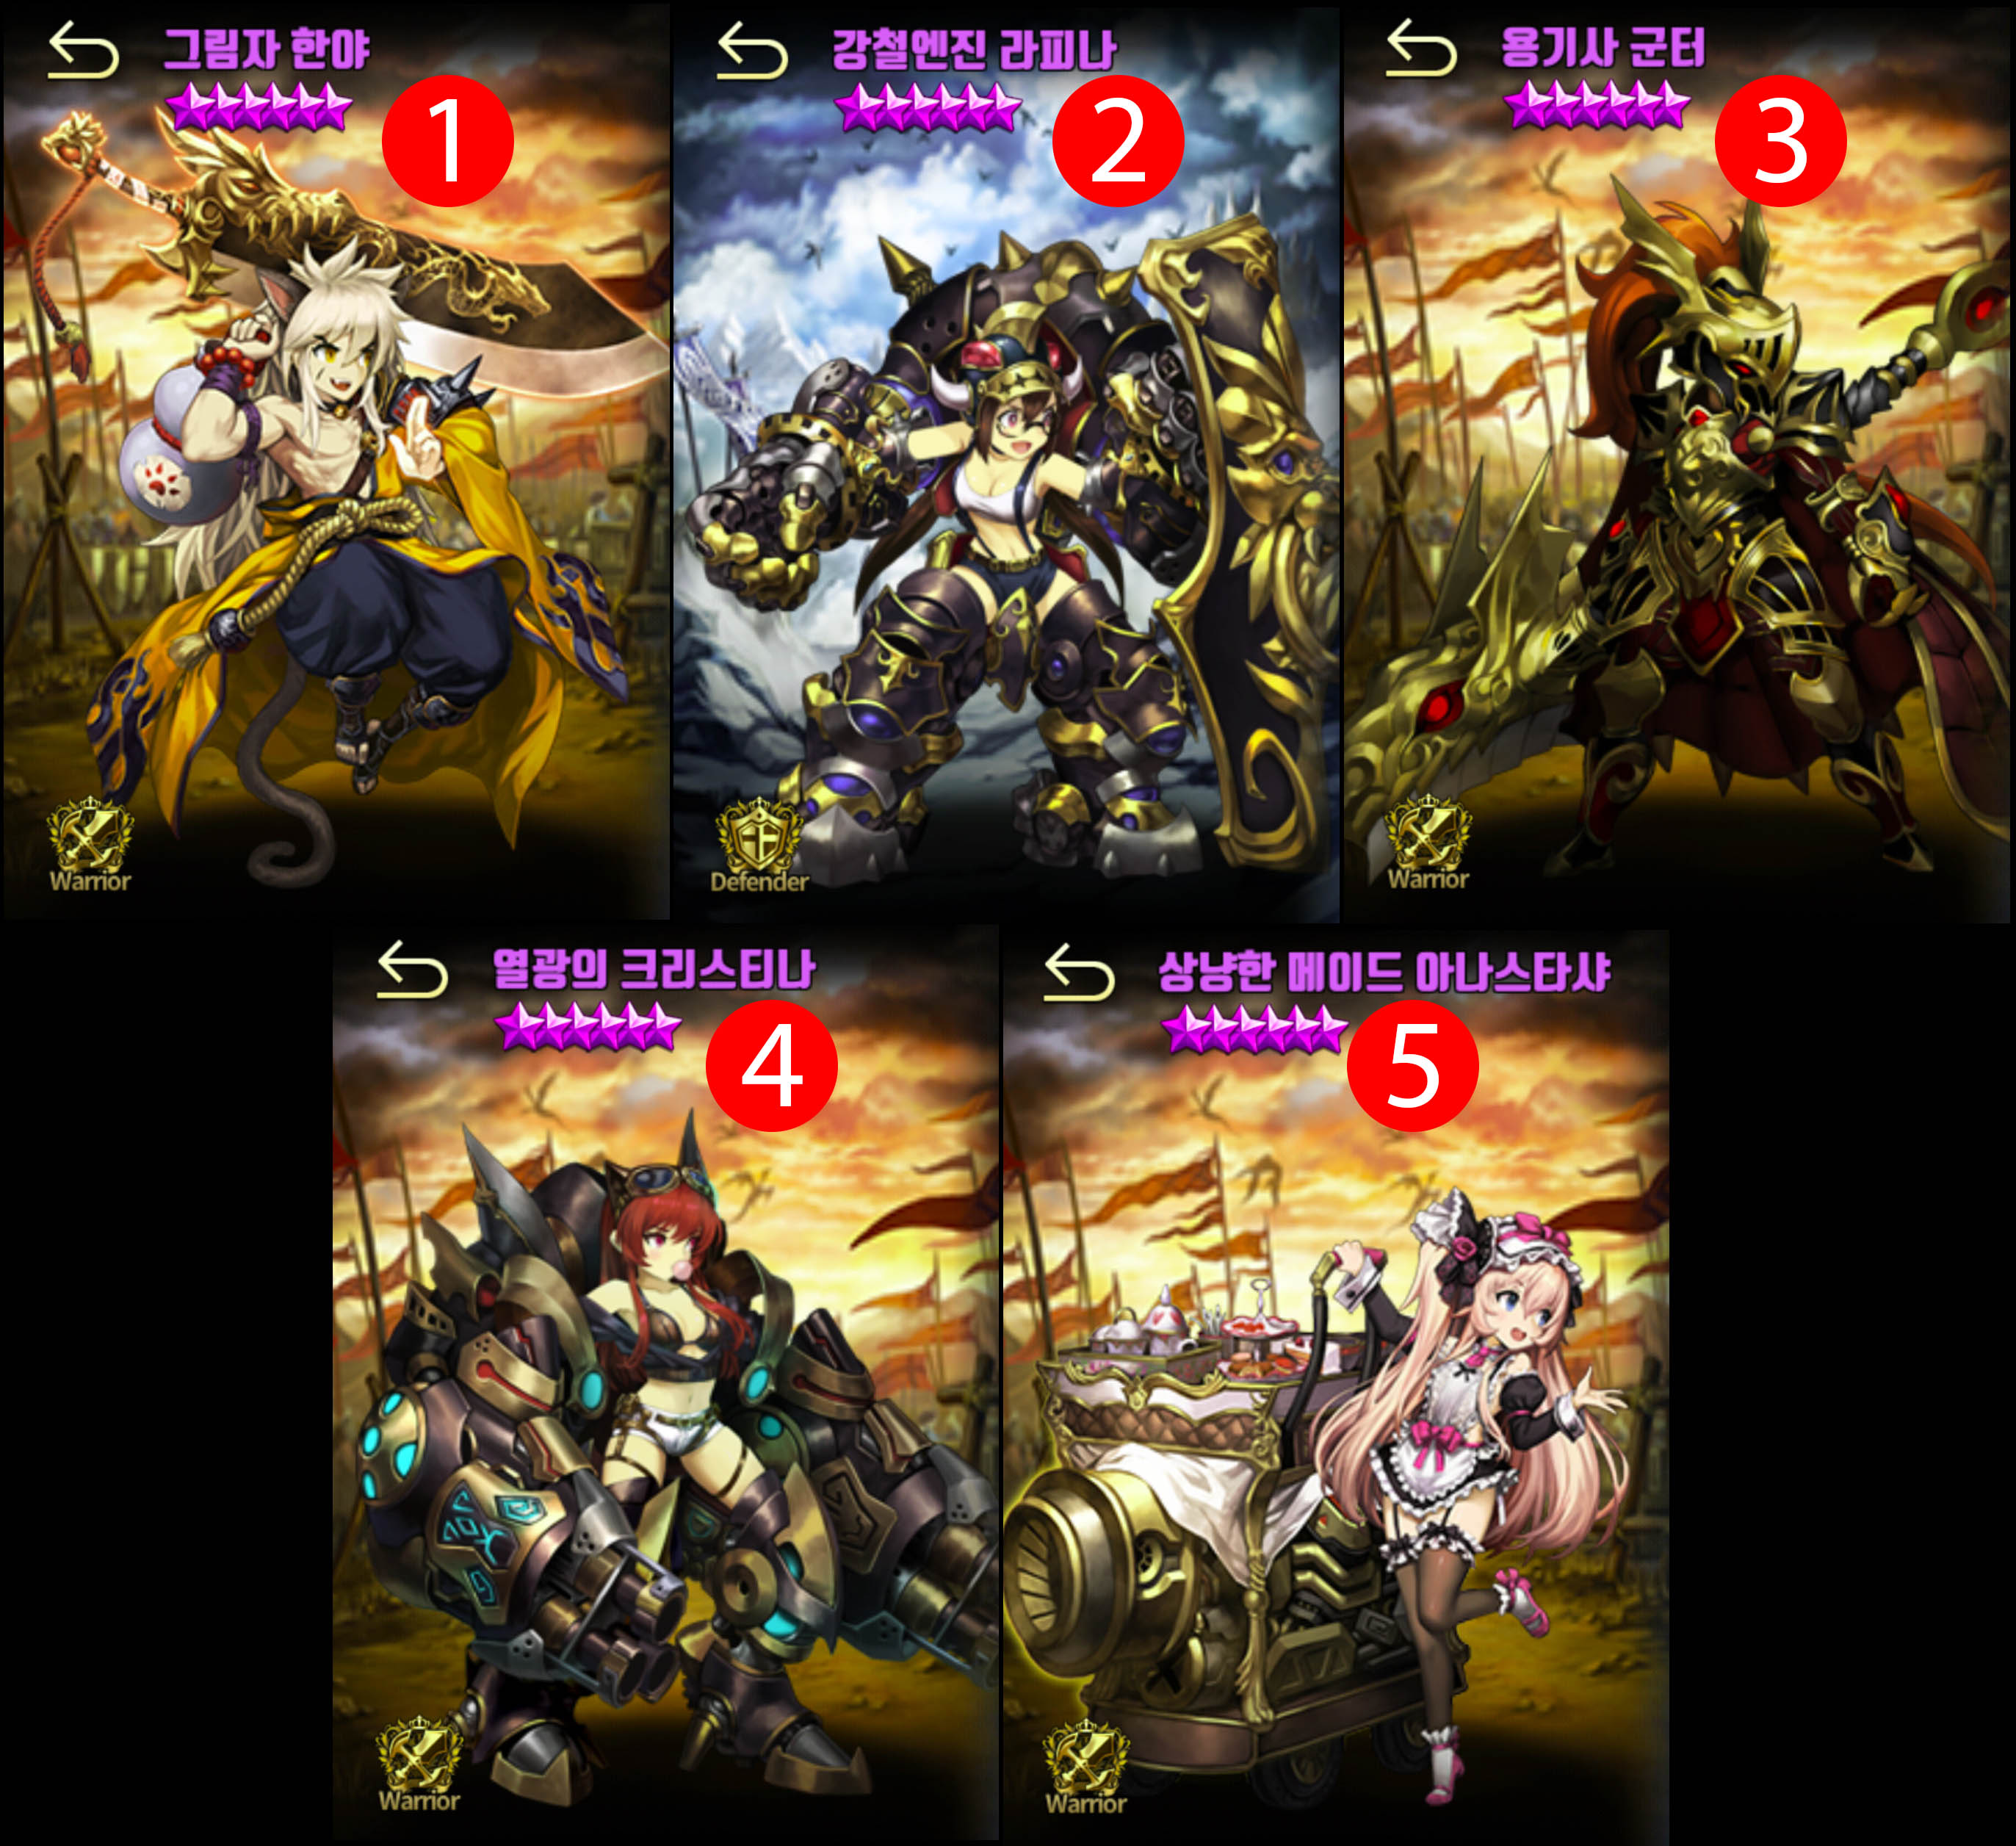 그림자 한야
1
Warrior
강철엔진 라피나
2
Defender
용기사 군터
3
Warrior
열광의 크리스티나
4
Warrior
상냥한 메이드 아나스타샤
5
Warrior